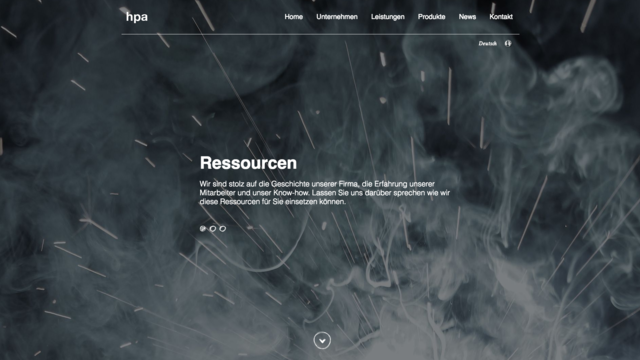 hpa
Home Unternehmen Leistungen Produkte News Kontakt
Deutsch
Ressourcen
Wir sind stolz auf die Geschichte unserer Firma, die Erfahrung unserer
Mitarbeiter und unser Know-how. Lassen Sie uns darüber sprechen wie wir
diese Ressourcen für Sie einsetzen können.